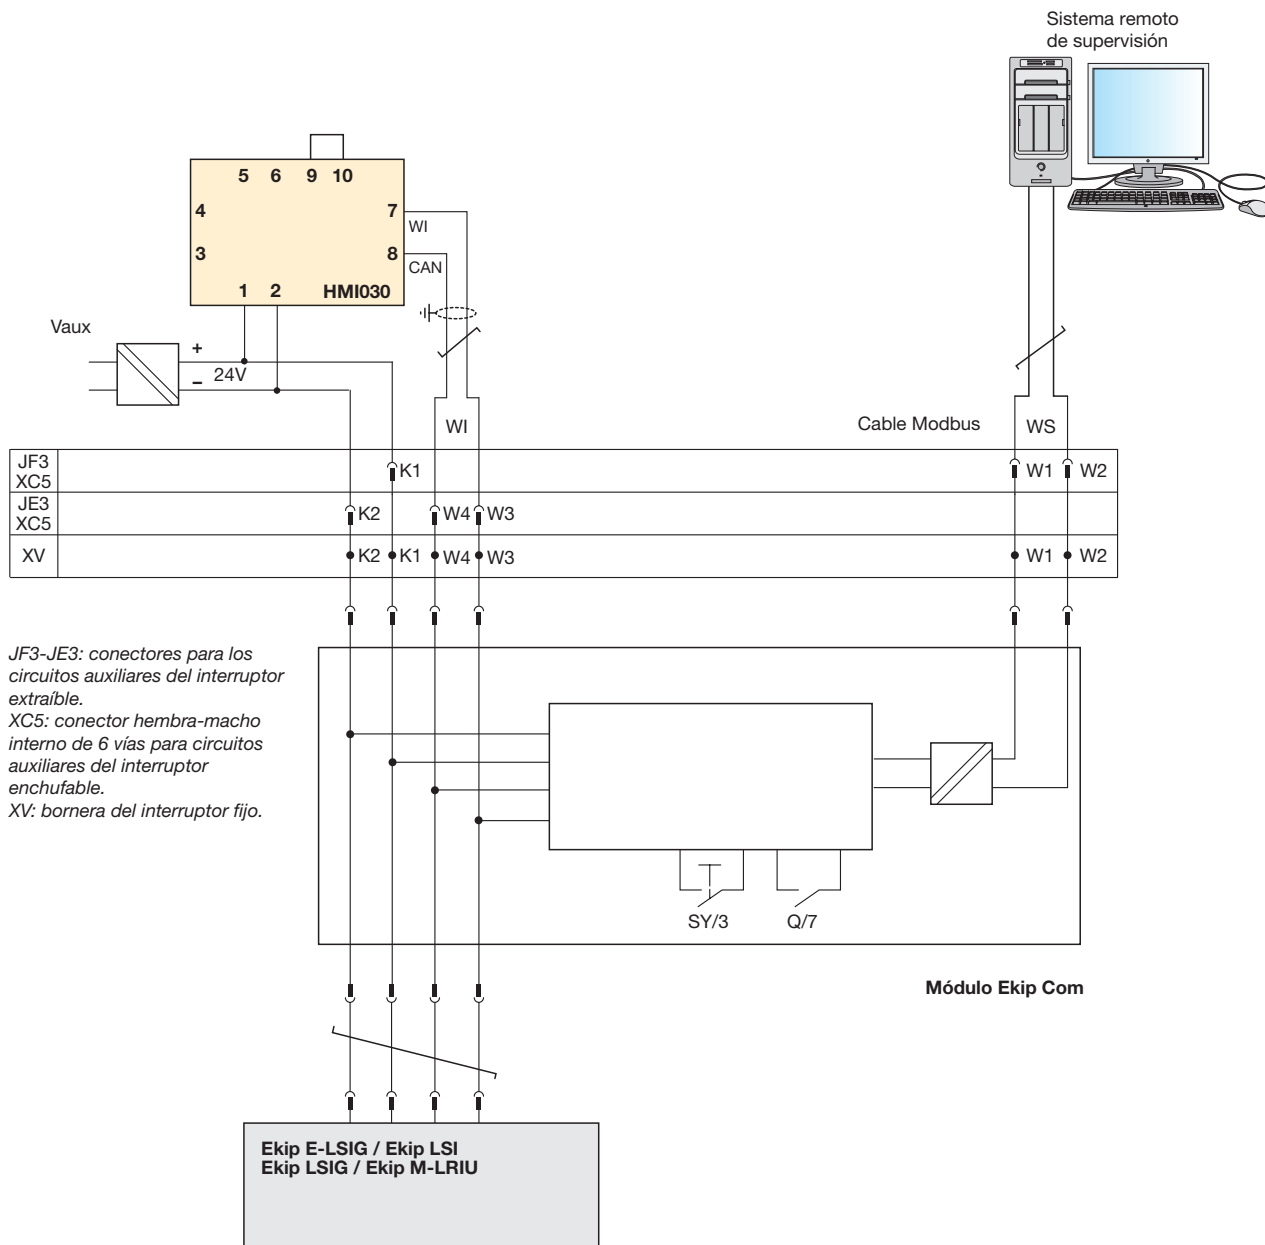 Sistema remoto
de supervisión
5 6 9 10
4 7
WI
3 8
CAN
1 2 HMI030
Vaux
+
24V
–
WI
Cable Modbus WS
JF3
XC5
K1 W1 W2
JE3
XC5
K2 W4 W3
XV K2 K1 W4 W3 W1 W2
JF3-JE3: conectores para los
circuitos auxiliares del interruptor
extraíble.
XC5: conector hembra-macho
interno de 6 vías para circuitos
auxiliares del interruptor
enchufable.
XV: bornera del interruptor fijo.
SY/3 Q/7
Módulo Ekip Com
Ekip E-LSIG / Ekip LSI
Ekip LSIG / Ekip M-LRIU